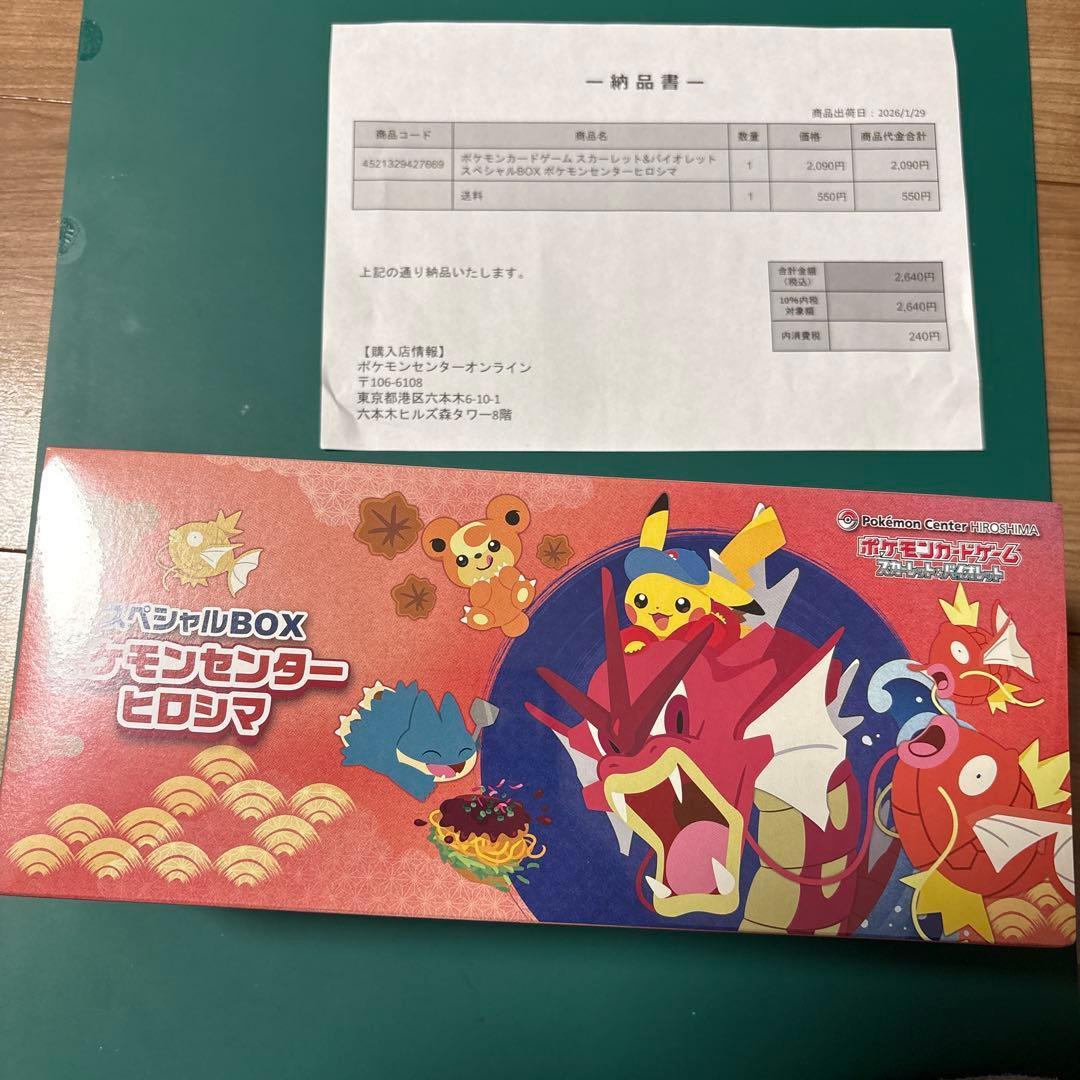 ー納品書ー
商品出荷日：2026/1/29
商品コード 商品名 数量 価格 商品代金合計
4521329427669 ポケモンカードゲーム スカーレット&バイオレット 1 2,090円 2,090円
スペシャルBOX ポケモンセンターヒロシマ
送料 1 550円 550円
上記の通り納品いたします。
合計金額 2,640円
（税込）
10%内税 2,640円
対象額
内消費税 240円
【購入店情報】
ポケモンセンターオンライン
〒106-6108
東京都港区六本木6-10-1
六本木ヒルズ森タワー8階
Pokémon Center HIROSHIMA
ポケモンカードゲーム
スカーレット&バイオレット
スペシャルBOX
ケモンセンター
ヒロシマ